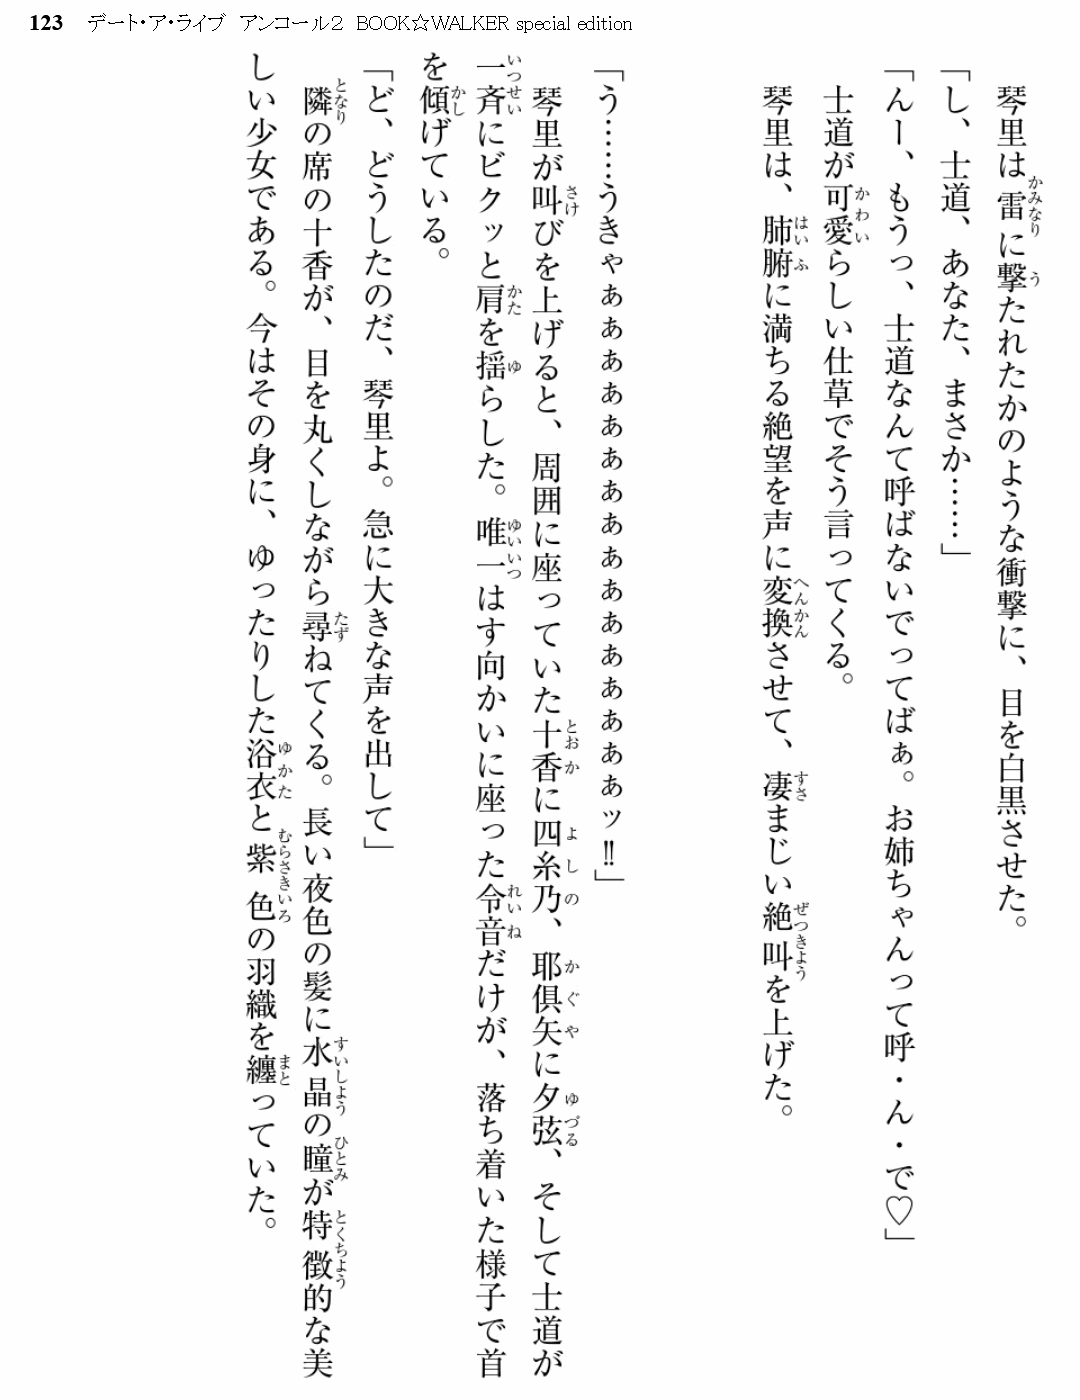 123 デート・ア・ライブ アンコール2 BOOK☆WALKER special edition
琴里は雷に撃たれたかのような衝撃に、目を白黒させた。
「し、士道、あなた、まさか……」
「んー、もうっ、士道なんて呼ばないでってばぁ。お姉ちゃんって呼・ん・で♡」
士道が可愛らしい仕草でそう言ってくる。
琴里は、肺腑に満ちる絶望を声に変換させて、凄まじい絶叫を上げた。
「う……うきゃぁぁぁぁぁぁぁぁぁぁぁぁぁぁぁぁッ‼」
琴里が叫びを上げると、周囲に座っていた十香に四糸乃、耶倶矢に夕弦、そして士道が
一斉にビクッと肩を揺らした。唯一はす向かいに座った令音だけが、落ち着いた様子で首
を傾げている。
「ど、どうしたのだ、琴里よ。急に大きな声を出して」
隣の席の十香が、目を丸くしながら尋ねてくる。長い夜色の髪に水晶の瞳が特徴的な美
しい少女である。今はその身に、ゆったりした浴衣と紫色の羽織を纏っていた。